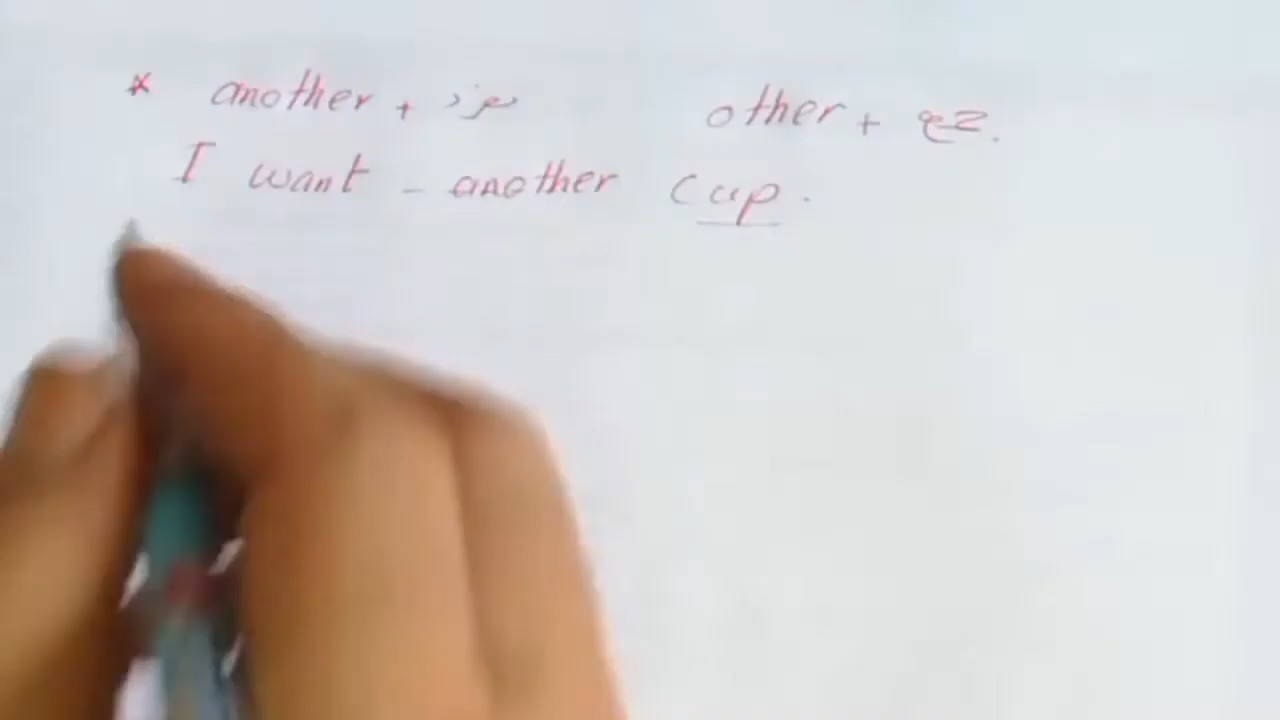 * another + مفرد other + جمع.
I want - another cup.